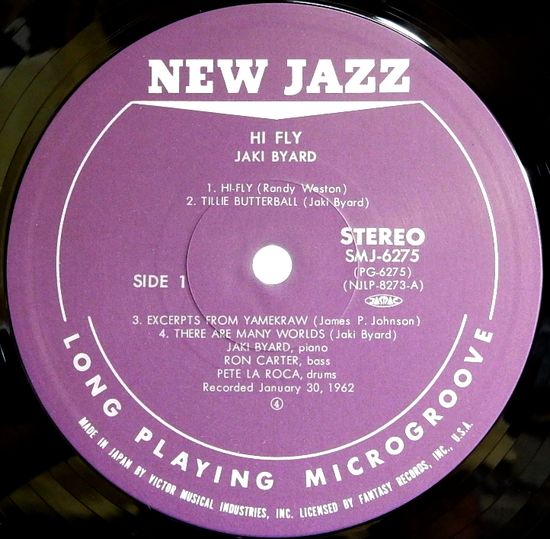 NEW JAZZ
HI FLY
JAKI BYARD
1. HI-FLY (Randy Weston)
2. TILLIE BUTTERBALL (Jaki Byard)
STEREO
SMJ-6275
(PG-6275)
(NJLP-8273-A)
JASRAC
SIDE 1
3. EXCERPTS FROM YAMEKRAW (James P. Johnson)
4. THERE ARE MANY WORLDS (Jaki Byard)
JAKI BYARD, piano
RON CARTER, bass
PETE LA ROCA, drums
Recorded January 30, 1962
④
LONG PLAYING MICROGROOVE
MADE IN JAPAN BY VICTOR MUSICAL INDUSTRIES, INC. LICENSED BY FANTASY RECORDS, INC., U.S.A.